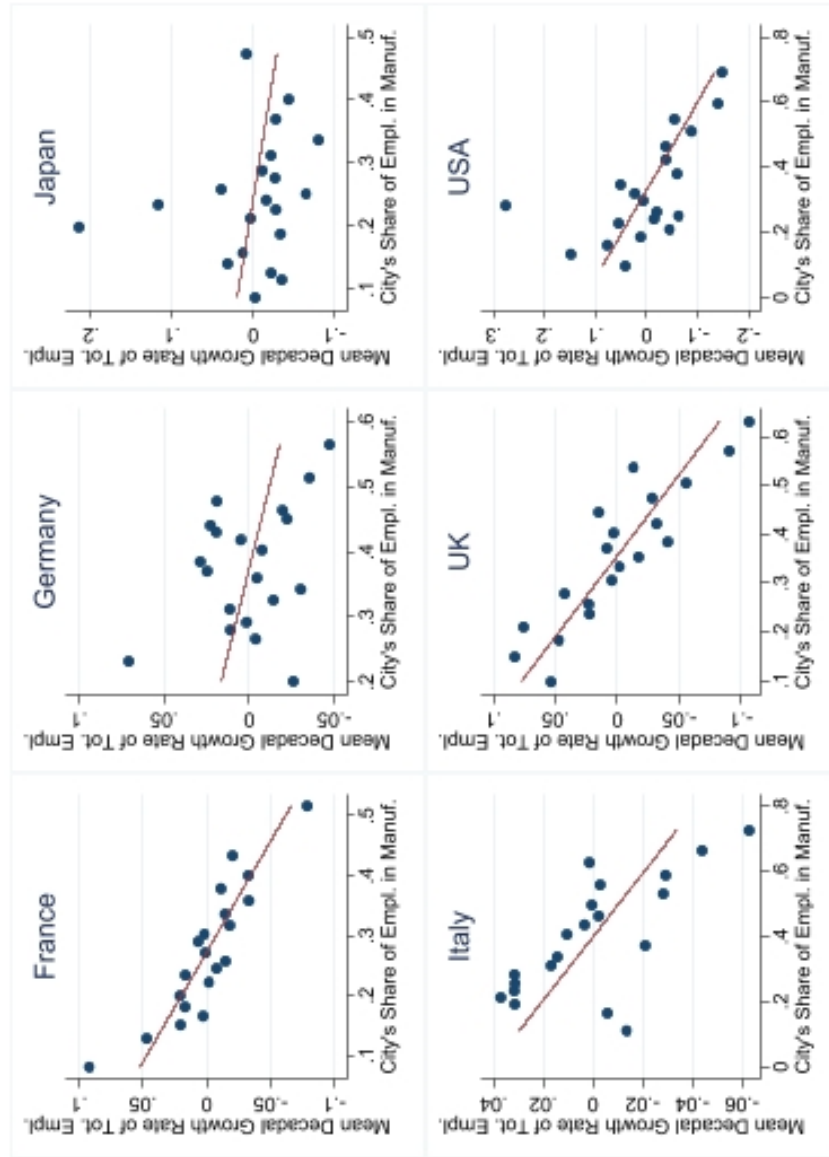 France
Mean Decadal Growth Rate of Tot. Empl.
.1
.05
0
-.05
-.1
.1 .2 .3 .4 .5
City's Share of Empl. in Manuf.
Germany
Mean Decadal Growth Rate of Tot. Empl.
.1
.05
0
-.05
.2 .3 .4 .5 .6
City's Share of Empl. in Manuf.
Japan
Mean Decadal Growth Rate of Tot. Empl.
.2
.1
0
-.1
.1 .2 .3 .4 .5
City's Share of Empl. in Manuf.
Italy
Mean Decadal Growth Rate of Tot. Empl.
.04
.02
0
-.02
-.04
-.06
0 .2 .4 .6 .8
City's Share of Empl. in Manuf.
UK
Mean Decadal Growth Rate of Tot. Empl.
.1
.05
0
-.05
-.1
.1 .2 .3 .4 .5 .6
City's Share of Empl. in Manuf.
USA
Mean Decadal Growth Rate of Tot. Empl.
.3
.2
.1
0
-.1
-.2
0 .2 .4 .6 .8
City's Share of Empl. in Manuf.